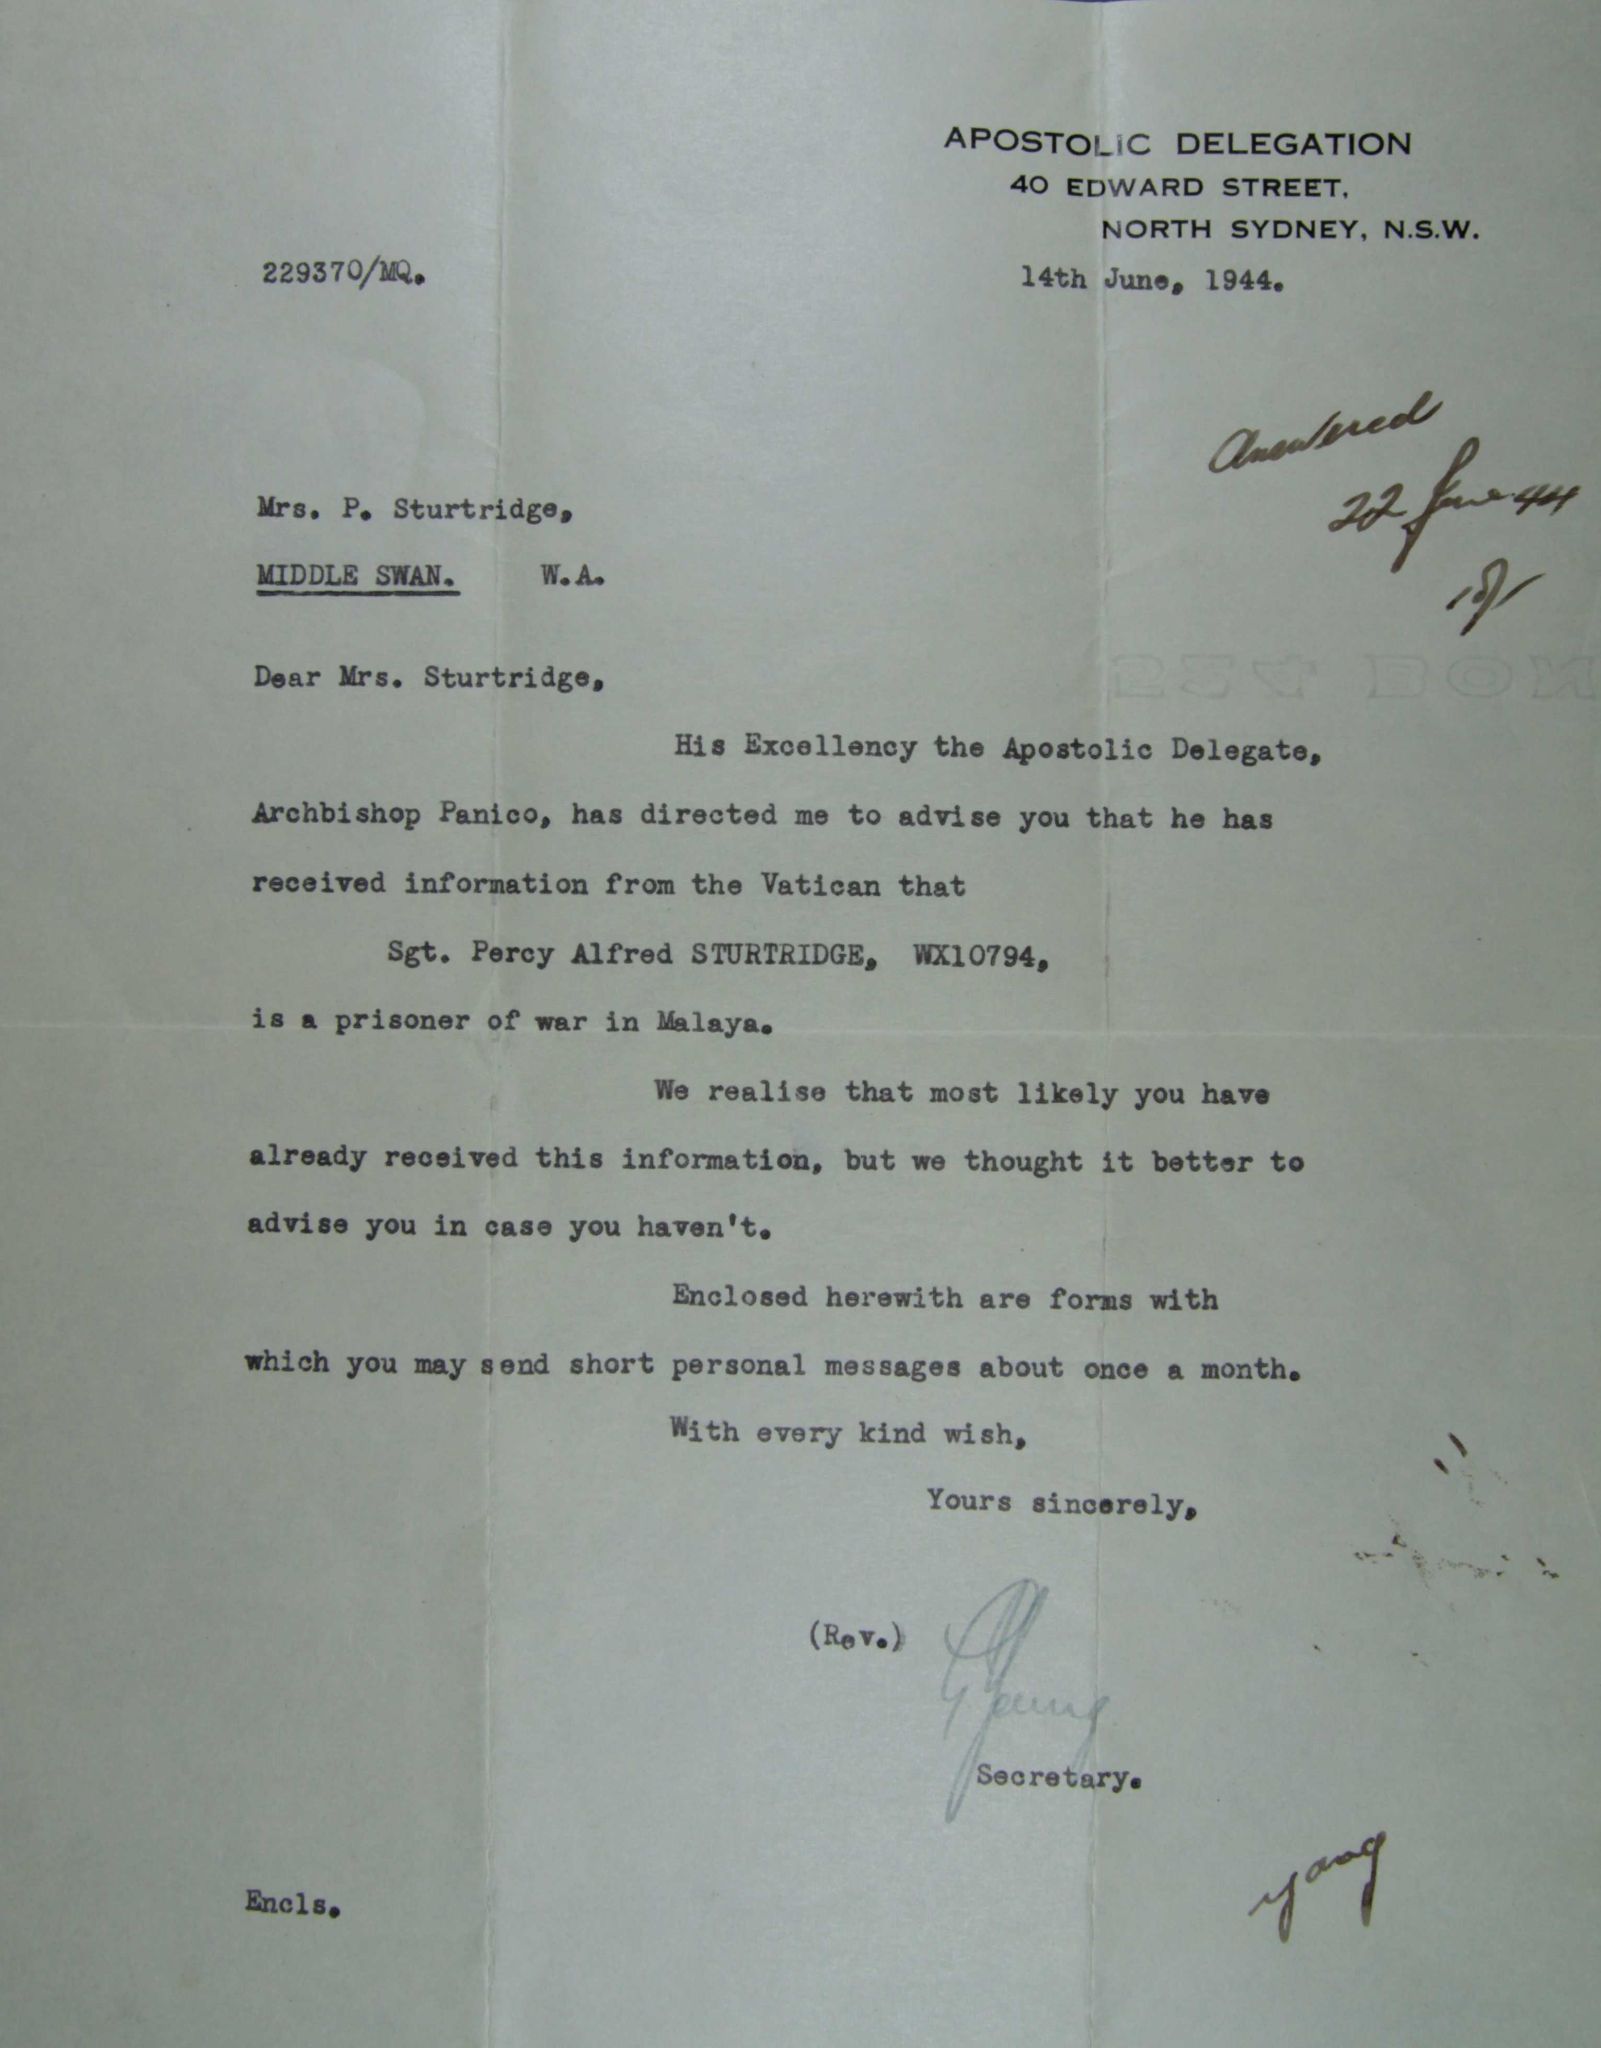 APOSTOLIC DELEGATION
40 EDWARD STREET,
NORTH SYDNEY, N.S.W.
229370/MQ.
14th June, 1944.
Answered
22 June 44
Mrs. P. Sturtridge,
MIDDLE SWAN. W.A.
Dear Mrs. Sturtridge,
His Excellency the Apostolic Delegate,
Archbishop Panico, has directed me to advise you that he has
received information from the Vatican that
Sgt. Percy Alfred STURTRIDGE, WX10794,
is a prisoner of war in Malaya.
We realise that most likely you have
already received this information, but we thought it better to
advise you in case you haven't.
Enclosed herewith are forms with
which you may send short personal messages about once a month.
With every kind wish,
Yours sincerely,
(Rev.)
Secretary.
Encls.